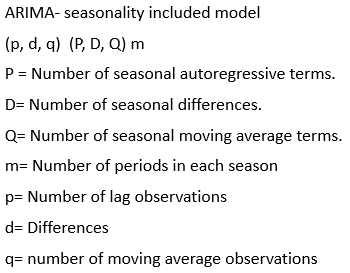 ARIMA- seasonality included model
(p, d, q)  (P, D, Q) m
P = Number of seasonal autoregressive terms.
D= Number of seasonal differences.
Q= Number of seasonal moving average terms.
m= Number of periods in each season
p= Number of lag observations
d= Differences
q= number of moving average observations